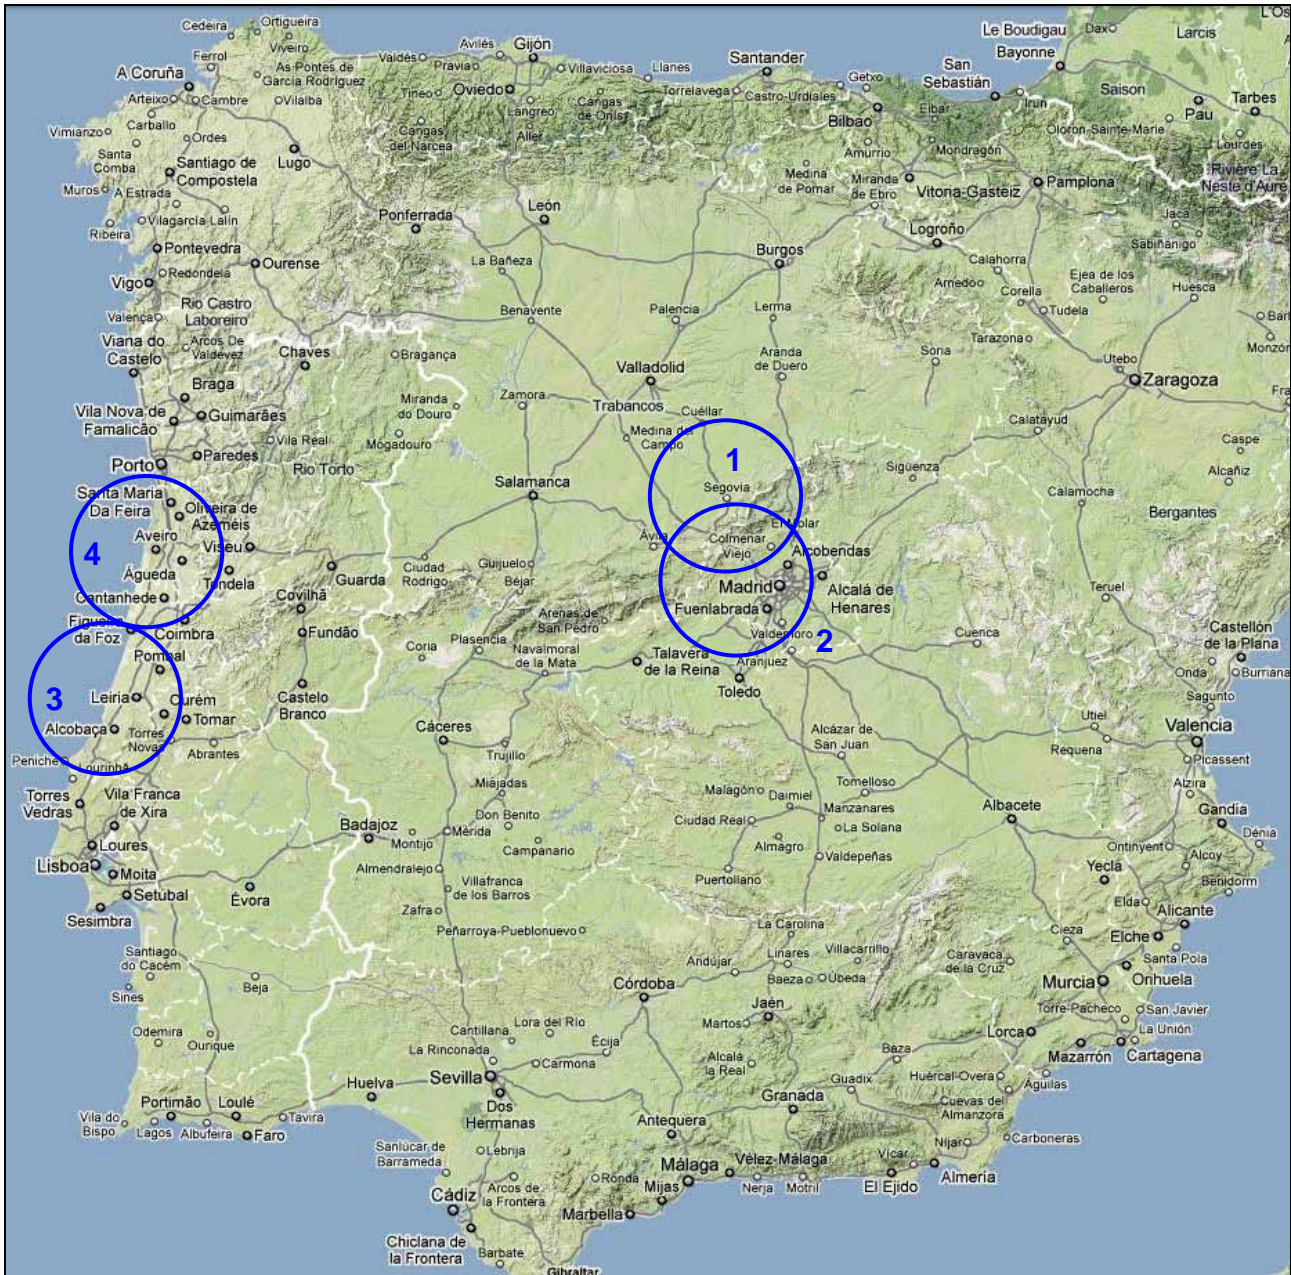 L'Os
Cedeira
Ortigueira
Le Boudigau
Dax
Larcis
Viveiro
Ferrol
Avilés
Gijón
Bayonne
Valdés
Pravia
Villaviciosa
Llanes
Santander
San
Sebastián
As Pontes de
García Rodríguez
A Coruña
Getxo
Irun
Saison
Tarbes
Arteixo
Cambre
Vilalba
Tineo
Oviedo
Langreo
Cangas
de Onís
Torrelavega
Castro-Urdiales
Eibar
Pau
Carballo
Bilbao
Vimianzo
Ordes
Cangas
del Narcea
Aller
Oloron-Sainte-Marie
Lourdes
Santa
Comba
Lugo
Amurrio
Mondragón
Santiago de
Compostela
Medina
de Pomar
Miranda
de Ebro
Vitoria-Gasteiz
Pamplona
Rivière La
Neste d'Aure
Muros
A Estrada
León
Ponferrada
Vilagarcía
Lalín
Ribeira
Logroño
Jaca
Sabiñánigo
Pontevedra
Ourense
La Bañeza
Burgos
Calahorra
Redondela
Vigo
Arnedo
Corella
Ejea de los
Caballeros
Huesca
Rio Castro
Laboreiro
Benavente
Palencia
Lerma
Tudela
Valença
Bar
Viana do
Castelo
Arcos De
Valdevez
Chaves
Bragança
Valladolid
Aranda
de Duero
Soria
Tarazona
Monzón
Utebo
Zaragoza
Braga
Miranda
do Douro
Zamora
Trabancos
Fra
Vila Nova de
Famalicão
Guimarães
Cuéllar
Calatayud
Mogadouro
Medina del
Campo
Vila Real
Caspe
Paredes
Porto
Rio Torto
1
Sigüenza
Alcañiz
Salamanca
Segovia
Calamocha
Santa Maria
Da Feira
Oliveira de
Azeméis
Bergantes
El Molar
Aveiro
Viseu
Ávila
Colmenar
Viejo
Alcobendas
4
Ciudad
Rodrigo
Guijuelo
Béjar
Águeda
Tondela
Guarda
Madrid
Alcalá de
Henares
Teruel
Cantanhede
Covilhã
Arenas de
San Pedro
Fuenlabrada
Figueira
da Foz
Coimbra
Fundão
Plasencia
Valdemoro
2
Cuenca
Castellón
de la Plana
Coria
Navalmoral
de la Mata
Talavera
de la Reina
Aranjuez
Pombal
Onda
Burriana
Toledo
Castelo
Branco
3
Leiria
Ourém
Sagunto
Tomar
Alcobaça
Torres
Novas
Cáceres
Alcázar de
San Juan
Utiel
Valencia
Abrantes
Trujillo
Requena
Peniche
Lourinhã
Picassent
Miajadas
Malagón
Daimiel
Tomelloso
Alzira
Torres
Vedras
Vila Franca
de Xira
Manzanares
Albacete
Gandía
Don Benito
Ciudad Real
La Solana
Badajoz
Montijo
Mérida
Dénia
Loures
Campanario
Almagro
Ontinyent
Lisboa
Valdepeñas
Alcoy
Moita
Almendralejo
Puertollano
Yecla
Setubal
Évora
Villafranca
de los Barros
Benidorm
Elda
Sesimbra
Zafra
Alicante
La Carolina
Peñarroya-Pueblonuevo
Cieza
Elche
Santiago
do Cacém
Linares
Villacarrillo
Caravaca
de la Cruz
Santa Pola
Andújar
Beja
Baeza
Úbeda
Murcia
Orihuela
Sines
Córdoba
Jaén
Torre-Pacheco
San Javier
Odemira
Ourique
Cantillana
Lora del Río
Martos
Lorca
La Unión
La Rinconada
Écija
Baza
Mazarrón
Cartagena
Carmona
Alcalá
la Real
Sevilla
Guadix
Huércal-Overa
Águilas
Huelva
Dos
Hermanas
Granada
Cuevas del
Almanzora
Portimão
Loulé
Tavira
Vila do
Bispo
Lagos
Albufeira
Faro
Antequera
Níjar
Carboneras
Sanlúcar de
Barrameda
Lebrija
Málaga
Vélez-Málaga
Vícar
Ronda
El Ejido
Almería
Cádiz
Arcos de
la Frontera
Mijas
Nerja
Motril
Marbella
Chiclana de
la Frontera
Barbate
Gibraltar